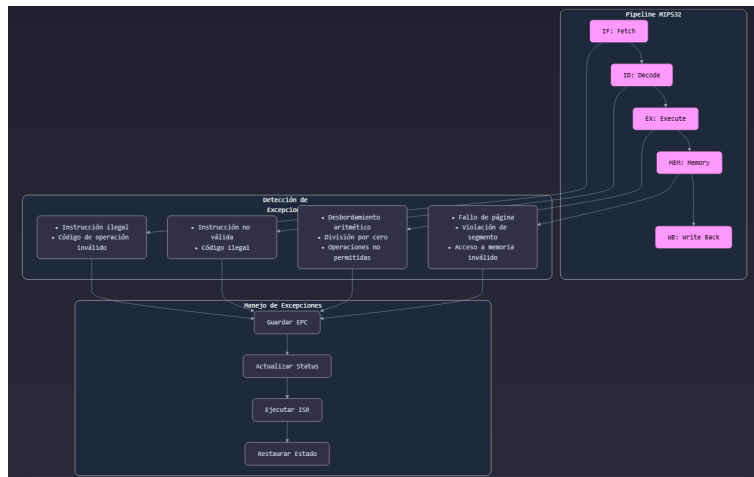 Pipeline MIPS32
IF: Fetch
ID: Decode
EX: Execute
MEM: Memory
WB: Write Back
Detección de
Excepcio
• Instrucción ilegal
• Código de operación
inválido
• Instrucción no
válida
• Código ilegal
• Desbordamiento
aritmético
• División por cero
• Operaciones no
permitidas
• Fallo de página
• Violación de
segmento
• Acceso a memoria
inválido
Manejo de Excepciones
Guardar EPC
Actualizar Status
Ejecutar ISR
Restaurar Estado